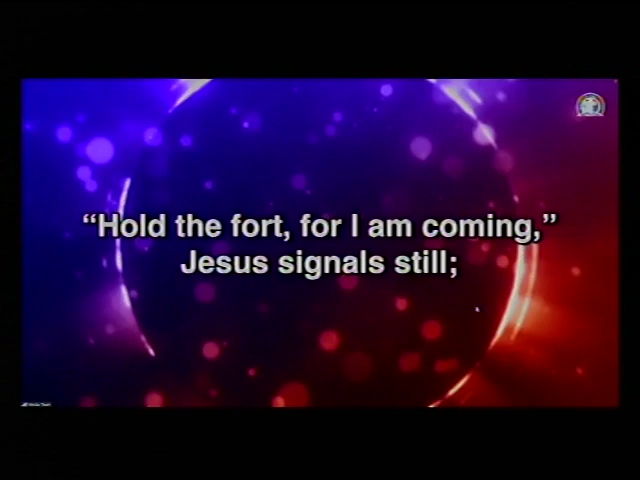 “Hold the fort, for I am coming,”
Jesus signals still;